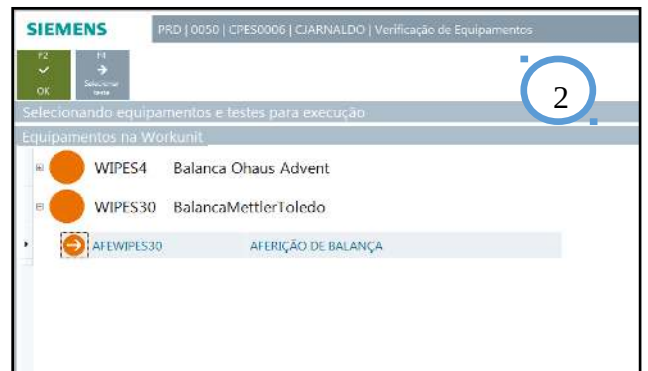 SIEMENS
PRD | 0050 | CPES0006 | CJARNALDO | Verificação de Equipamentos
F2
OK
F4
Selecionar
teste
2
Selecionando equipamentos e testes para execução
Equipamentos na Workunit
WIPES4 Balanca Ohaus Advent
WIPES30 BalancaMettlerToledo
AFEWIPES30 AFERIÇÃO DE BALANÇA